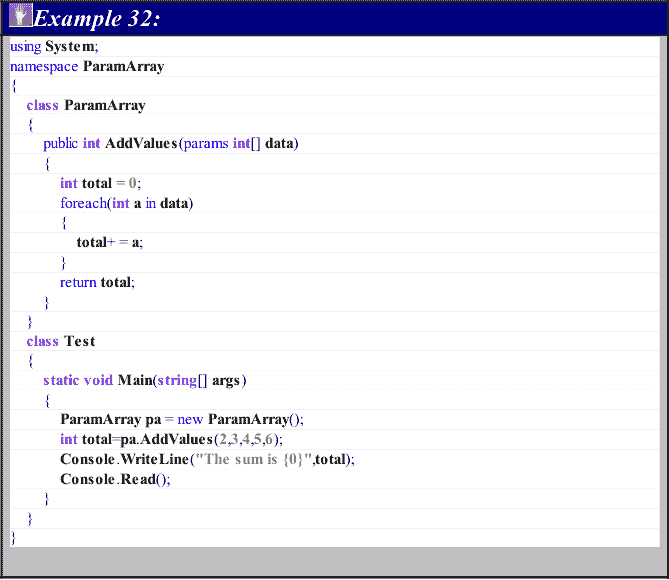 Example 32:
using System;
namespace ParamArray
{
class ParamArray
{
public int AddValues(params int[] data)
{
int total = 0;
foreach(int a in data)
{
total+ = a;
}
return total;
}
}
class Test
{
static void Main(string[] args)
{
ParamArray pa = new ParamArray();
int total=pa.AddValues(2,3,4,5,6);
Console.WriteLine("The sum is {0}",total);
Console.Read();
}
}
}